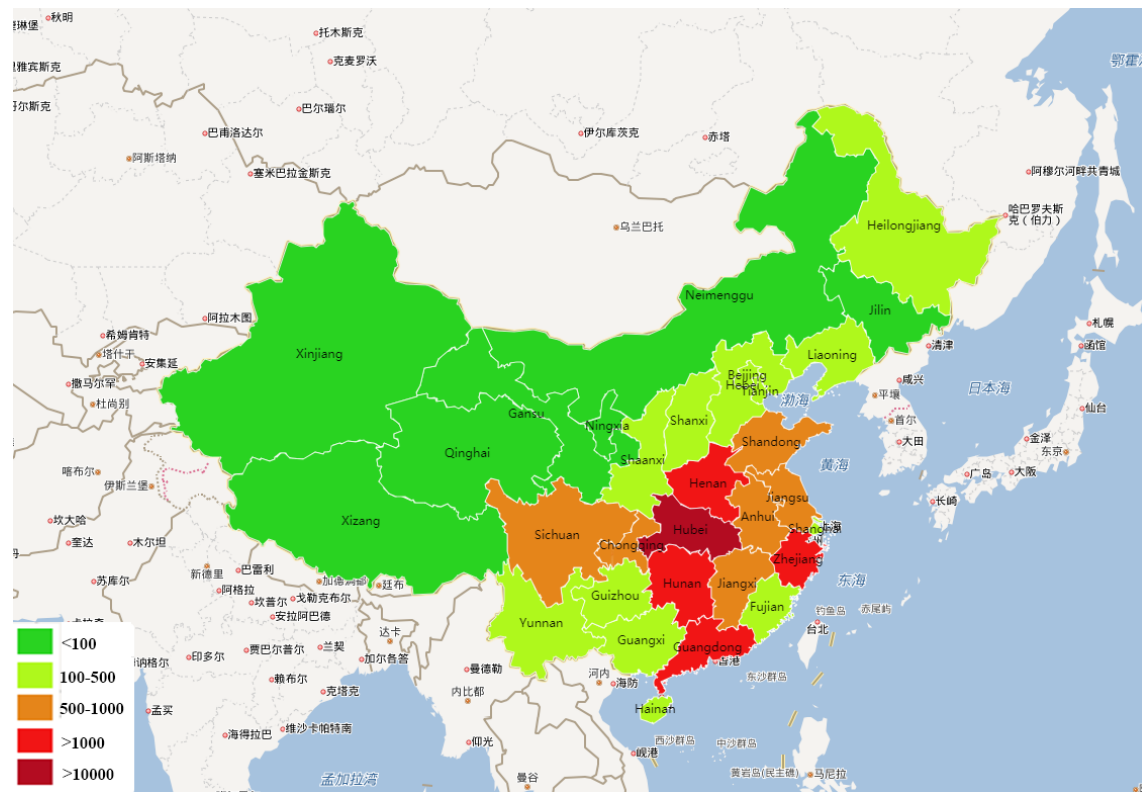 秋明
托木斯克
克麦罗沃
巴尔瑙尔
巴甫洛达尔
伊尔库茨克
赤塔
阿斯塔纳
塞米巴拉金斯克
阿穆尔河畔共青城
哈巴罗夫斯
克(伯力)
Heilongjiang
乌兰巴托
Neimenggu
Jilin
阿拉木图
希姆肯特
塔什干
安集延
Xinjiang
札幌
函馆
清津
Liaoning
撒马尔罕
杜尚别
Beijing
Hebei
Tianjin
咸兴
平壤
日本海
渤海
仙台
Gansu
Ningxia
Shanxi
首尔
大田
金泽
东京
Shandong
Qinghai
Shaanxi
黄海
喀布尔
伊斯兰堡
广岛
大阪
Henan
长崎
Jiangsu
坎大哈
Xizang
Anhui
Hubei
Shanghai
Sichuan
奎达
木尔坦
Chongqing
Zhejiang
新德里
巴雷利
苏库尔
廷布
东海
Hunan
Jiangxi
阿格拉
戈勒克布尔
坎普尔
Guizhou
Fujian
钓鱼岛
赤尾屿
安拉阿巴德
Yunnan
达卡
台北
Guangxi
Guangdong
香港
<100
印多尔
贾巴尔普尔
兰契
加尔各答
曼德勒
河内
海防
东沙群岛
100-500
赖布尔
克塔克
内比都
500-1000
孟买
Hainan
海得拉巴
维沙卡帕特南
仰光
>1000
岘港
西沙群岛
中沙群岛
>10000
孟加拉湾
曼谷
黄岩岛(民主礁)
马尼拉